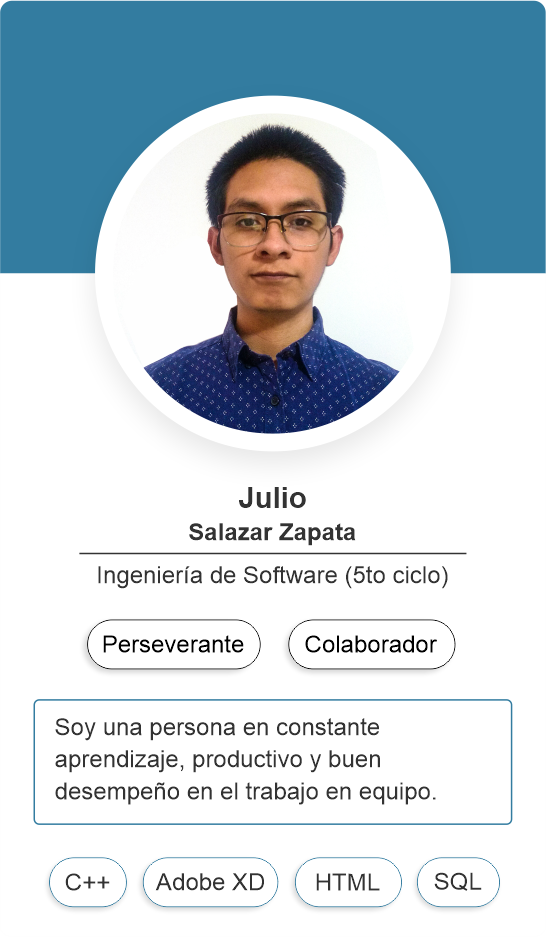 Julio
Salazar Zapata
Ingeniería de Software (5to ciclo)
Perseverante Colaborador
Soy una persona en constante
aprendizaje, productivo y buen
desempeño en el trabajo en equipo.
C++ Adobe XD HTML SQL